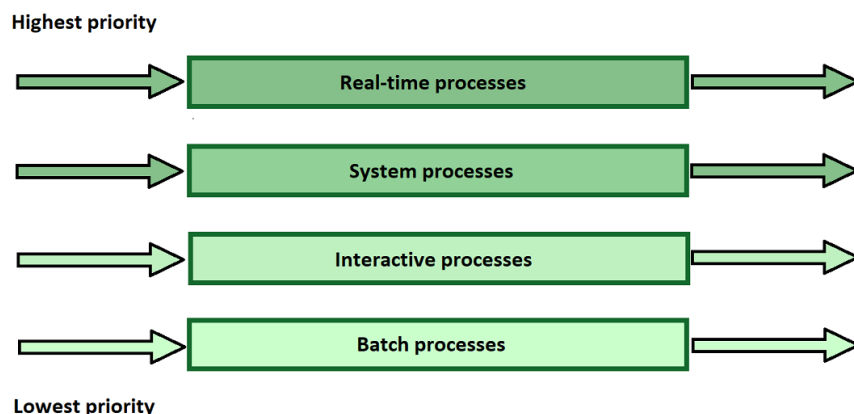 Highest priority
Real-time processes
System processes
Interactive processes
Batch processes
Lowest priority